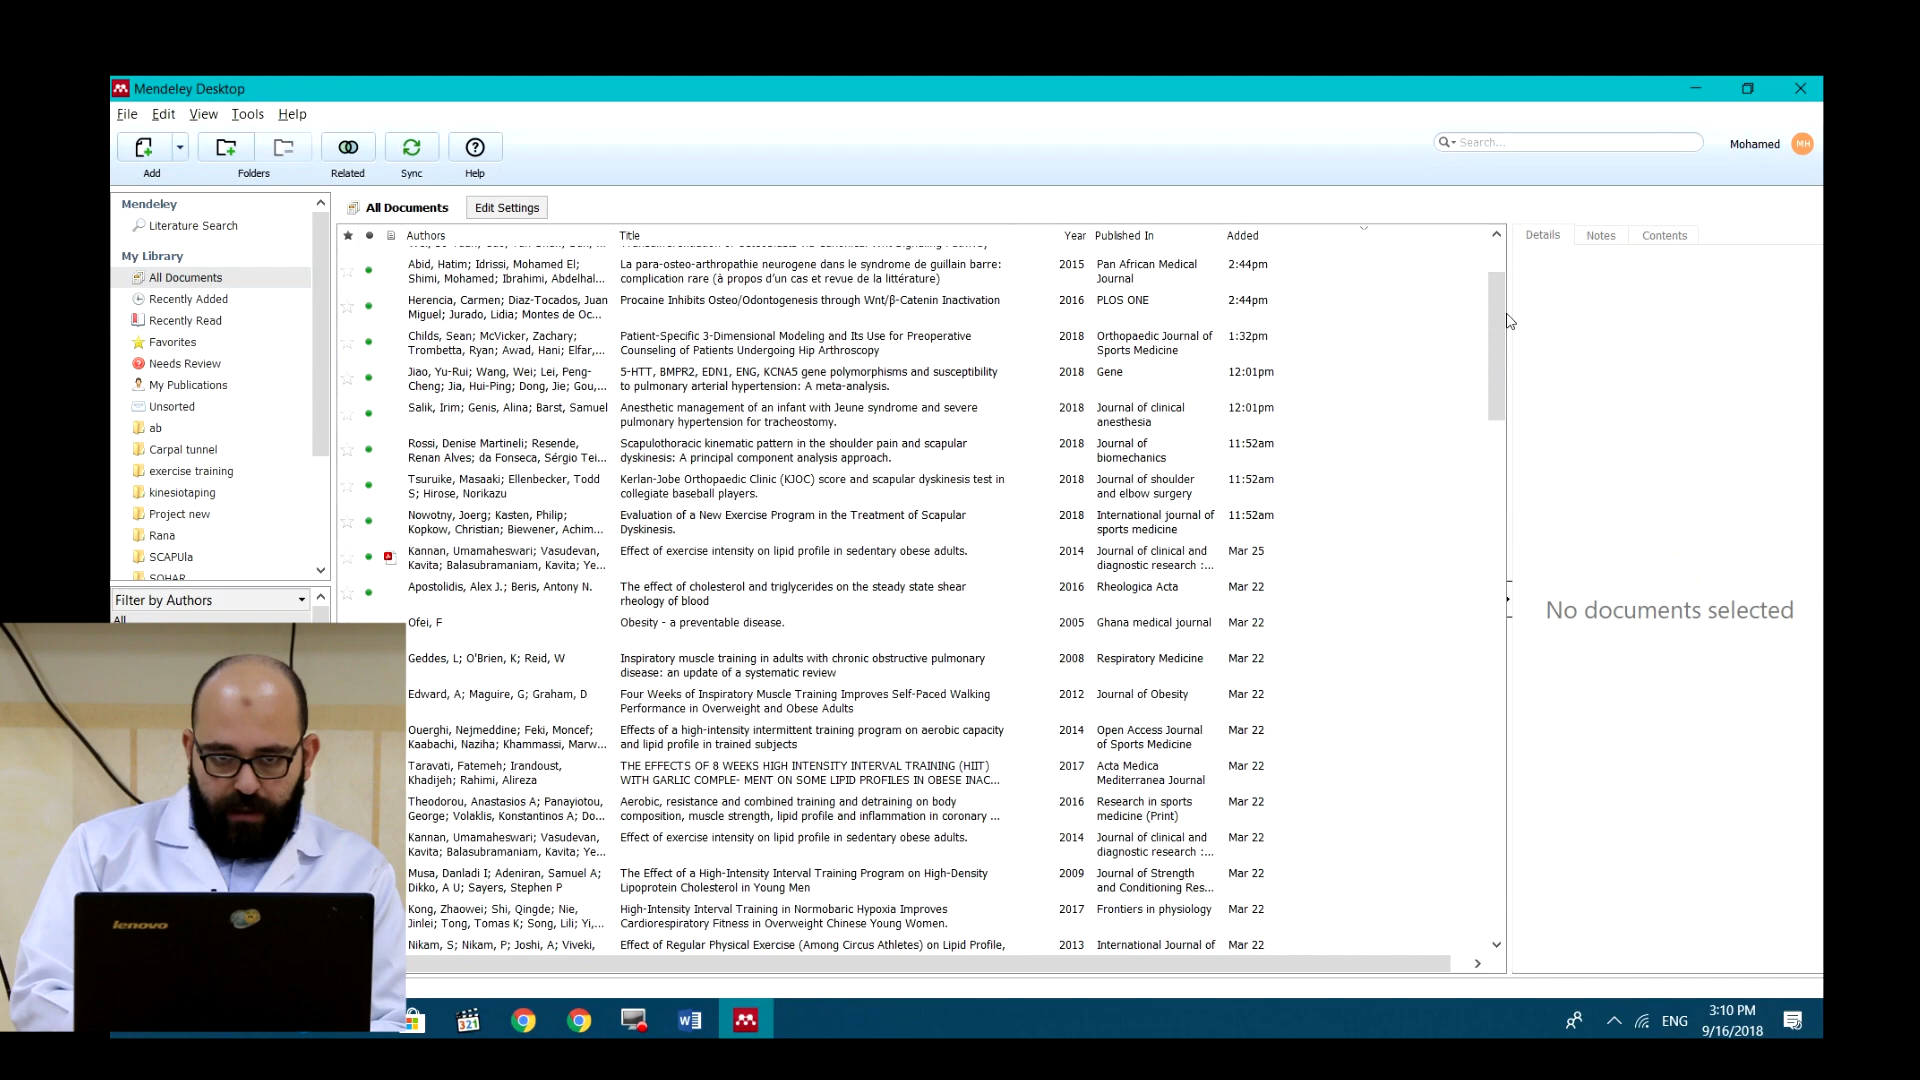 Mendeley Desktop
File Edit View Tools Help
Search...
Mohamed MH
Add Folders Related Sync Help
Mendeley
Literature Search
My Library
All Documents
Recently Added
Recently Read
Favorites
Needs Review
My Publications
Unsorted
ab
Carpal tunnel
exercise training
kinesiotaping
Project new
Rana
SCAPUla
SOHAR
Filter by Authors
All
All Documents Edit Settings
Authors Title Year Published In Added
Abid, Hatim; Idrissi, Mohamed El; La para-osteo-arthropathie neurogene dans le syndrome de guillain barre: 2015 Pan African Medical 2:44pm
Shimi, Mohamed; Ibrahimi, Abdelhal... complication rare (à propos d'un cas et revue de la littérature) Journal
Herencia, Carmen; Diaz-Tocados, Juan Procaine Inhibits Osteo/Odontogenesis through Wnt/β-Catenin Inactivation 2016 PLOS ONE 2:44pm
Miguel; Jurado, Lidia; Montes de Oc...
Childs, Sean; McVicker, Zachary; Patient-Specific 3-Dimensional Modeling and Its Use for Preoperative 2018 Orthopaedic Journal of 1:32pm
Trombetta, Ryan; Awad, Hani; Elfar,... Counseling of Patients Undergoing Hip Arthroscopy Sports Medicine
Jiao, Yu-Rui; Wang, Wei; Lei, Peng- 5-HTT, BMPR2, EDN1, ENG, KCNA5 gene polymorphisms and susceptibility 2018 Gene 12:01pm
Cheng; Jia, Hui-Ping; Dong, Jie; Gou,... to pulmonary arterial hypertension: A meta-analysis.
Salik, Irim; Genis, Alina; Barst, Samuel Anesthetic management of an infant with Jeune syndrome and severe 2018 Journal of clinical 12:01pm
pulmonary hypertension for tracheostomy. anesthesia
Rossi, Denise Martineli; Resende, Scapulothoracic kinematic pattern in the shoulder pain and scapular 2018 Journal of 11:52am
Renan Alves; da Fonseca, Sérgio Tei... dyskinesis: A principal component analysis approach. biomechanics
Tsuruike, Masaaki; Ellenbecker, Todd Kerlan-Jobe Orthopaedic Clinic (KJOC) score and scapular dyskinesis test in 2018 Journal of shoulder 11:52am
S; Hirose, Norikazu collegiate baseball players. and elbow surgery
Nowotny, Joerg; Kasten, Philip; Evaluation of a New Exercise Program in the Treatment of Scapular 2018 International journal of 11:52am
Kopkow, Christian; Biewener, Achim... Dyskinesis. sports medicine
Kannan, Umamaheswari; Vasudevan, Effect of exercise intensity on lipid profile in sedentary obese adults. 2014 Journal of clinical and Mar 25
Kavita; Balasubramaniam, Kavita; Ye... diagnostic research :...
Apostolidis, Alex J.; Beris, Antony N. The effect of cholesterol and triglycerides on the steady state shear 2016 Rheologica Acta Mar 22
rheology of blood
Ofei, F Obesity - a preventable disease. 2005 Ghana medical journal Mar 22
Geddes, L; O'Brien, K; Reid, W Inspiratory muscle training in adults with chronic obstructive pulmonary 2008 Respiratory Medicine Mar 22
disease: an update of a systematic review
Edward, A; Maguire, G; Graham, D Four Weeks of Inspiratory Muscle Training Improves Self-Paced Walking 2012 Journal of Obesity Mar 22
Performance in Overweight and Obese Adults
Ouerghi, Nejmeddine; Feki, Moncef; Effects of a high-intensity intermittent training program on aerobic capacity 2014 Open Access Journal Mar 22
Kaabachi, Naziha; Khammassi, Marw... and lipid profile in trained subjects of Sports Medicine
Taravati, Fatemeh; Irandoust, THE EFFECTS OF 8 WEEKS HIGH INTENSITY INTERVAL TRAINING (HIIT) 2017 Acta Medica Mar 22
Khadijeh; Rahimi, Alireza WITH GARLIC COMPLE- MENT ON SOME LIPID PROFILES IN OBESE INAC... Mediterranea Journal
Theodorou, Anastasios A; Panayiotou, Aerobic, resistance and combined training and detraining on body 2016 Research in sports Mar 22
George; Volaklis, Konstantinos A; Do... composition, muscle strength, lipid profile and inflammation in coronary ... medicine (Print)
Kannan, Umamaheswari; Vasudevan, Effect of exercise intensity on lipid profile in sedentary obese adults. 2014 Journal of clinical and Mar 22
Kavita; Balasubramaniam, Kavita; Ye... diagnostic research :...
Musa, Danladi I; Adeniran, Samuel A; The Effect of a High-Intensity Interval Training Program on High-Density 2009 Journal of Strength Mar 22
Dikko, A U; Sayers, Stephen P Lipoprotein Cholesterol in Young Men and Conditioning Res...
Kong, Zhaowei; Shi, Qingde; Nie, High-Intensity Interval Training in Normobaric Hypoxia Improves 2017 Frontiers in physiology Mar 22
Jinlei; Tong, Tomas K; Song, Lili; Yi,... Cardiorespiratory Fitness in Overweight Chinese Young Women.
Nikam, S; Nikam, P; Joshi, A; Viveki, Effect of Regular Physical Exercise (Among Circus Athletes) on Lipid Profile, 2013 International Journal of Mar 22
Details Notes Contents
No documents selected
lenovo
321
ENG
3:10 PM
9/16/2018